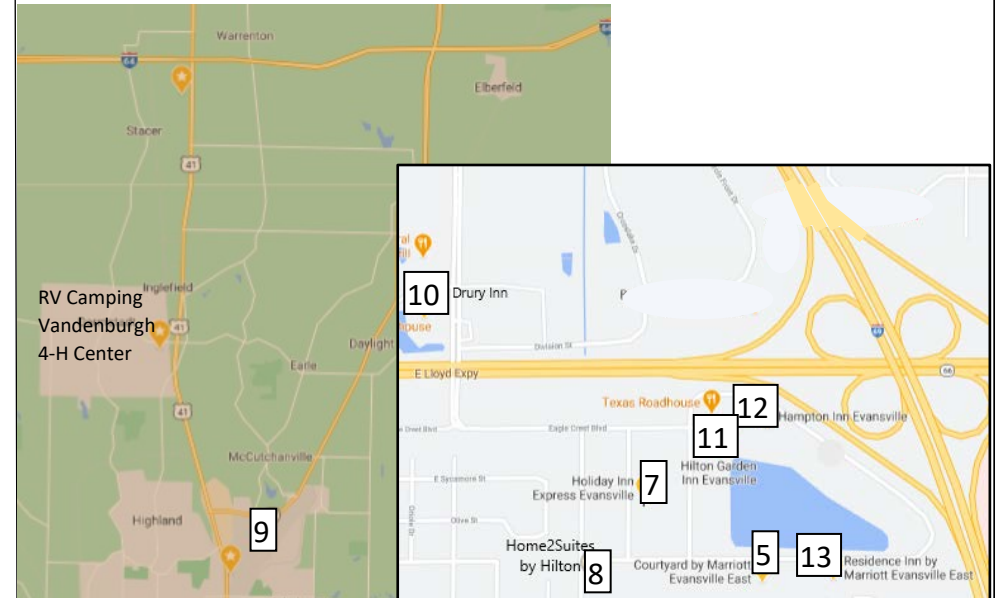 Warrenton
64
64
Elberfeld
Stacer
41
Inglefield
RV Camping
Vandenburgh
4-H Center
41
Daylight
Earle
41
McCutchanville
Highland
9
10
Drury Inn
Division St
E Lloyd Expy
69
66
Texas Roadhouse
12
Hampton Inn Evansville
Eagle Crest Blvd
11
Hilton Garden
Inn Evansville
E Sycamore St
Holiday Inn
Express Evansville
7
Olive St
Home2Suites
by Hilton
8
Courtyard by Marriott
Evansville East
5
13
Residence Inn by
Marriott Evansville East